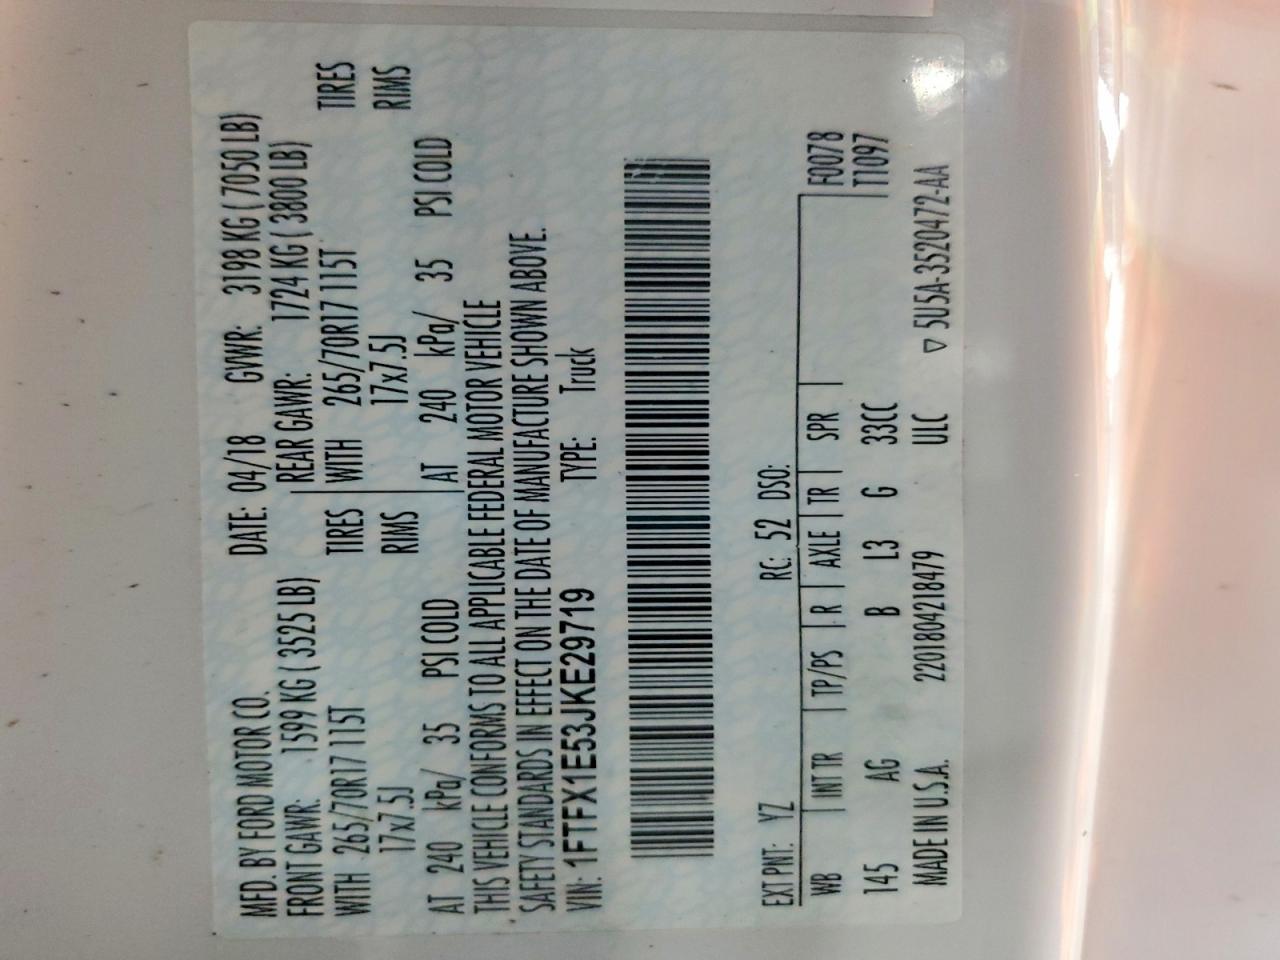 MFD. BY FORD MOTOR CO. DATE: 04/18 GVWR: 3198 KG ( 7050 LB)
FRONT GAWR: 1599 KG ( 3525 LB) REAR GAWR: 1724 KG ( 3800 LB)
WITH 265/70R17 115T TIRES WITH 265/70R17 115T TIRES
17x7.5J RIMS 17x7.5J RIMS
AT 240 kPa/ 35 PSI COLD AT 240 kPa/ 35 PSI COLD
THIS VEHICLE CONFORMS TO ALL APPLICABLE FEDERAL MOTOR VEHICLE
SAFETY STANDARDS IN EFFECT ON THE DATE OF MANUFACTURE SHOWN ABOVE.
VIN: 1FTFX1E53JKE29719 TYPE: Truck
EXT PNT: YZ RC: 52 DSO:
WB INT TR TP/PS R AXLE TR SPR F0078
145 AG B L3 G 33CC T1097
MADE IN U.S.A. 2201804218479 ULC ▽ 5U5A-3520472-AA